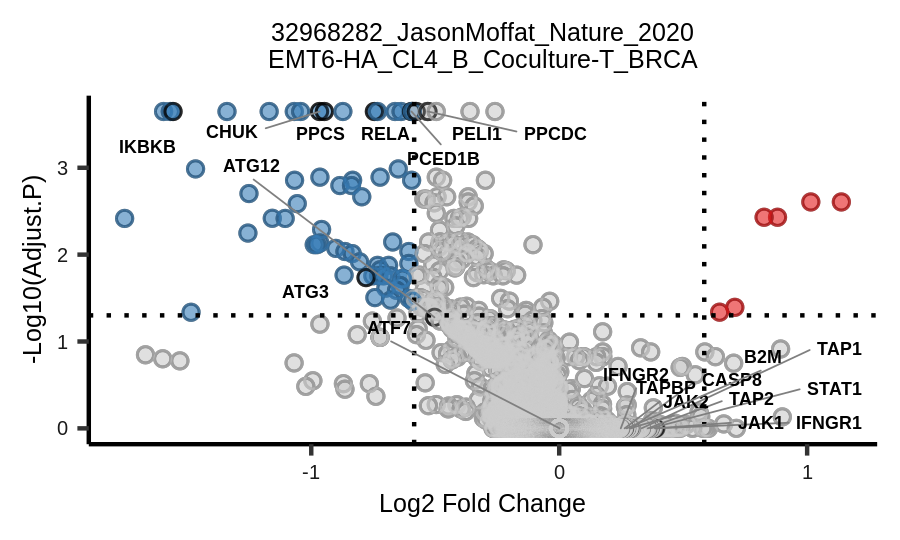 32968282_JasonMoffat_Nature_2020
EMT6-HA_CL4_B_Coculture-T_BRCA
-Log10(Adjust.P)
3
2
1
0
IKBKB
CHUK
PPCS
RELA
PELI1
PPCDC
PCED1B
ATG12
ATG3
ATF7
B2M
TAP1
IFNGR2
TAPBP
CASP8
STAT1
JAK2
TAP2
JAK1
IFNGR1
-1
0
1
Log2 Fold Change